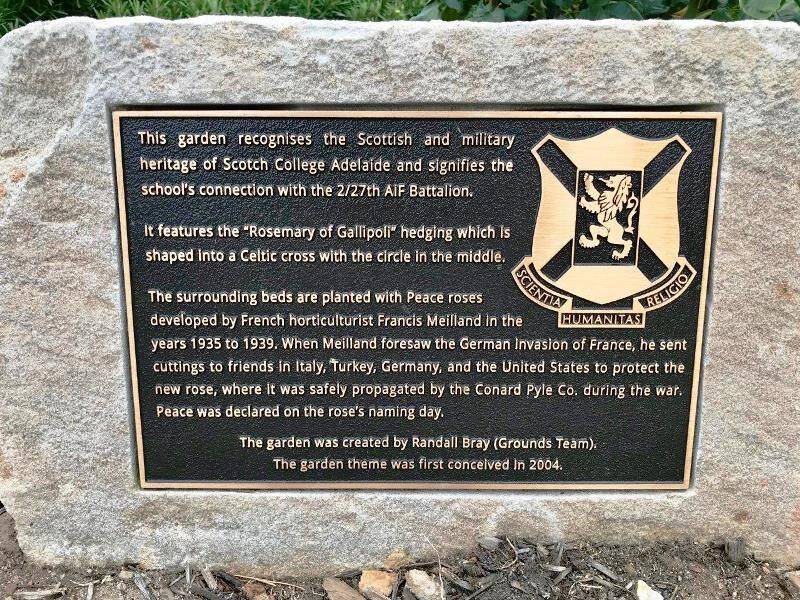 This garden recognises the Scottish and military
heritage of Scotch College Adelaide and signifies the
school's connection with the 2/27th AIF Battalion.
It features the "Rosemary of Gallipoli" hedging which is
shaped into a Celtic cross with the circle in the middle.
The surrounding beds are planted with Peace roses
developed by French horticulturist Francis Meilland in the
years 1935 to 1939. When Meilland foresaw the German Invasion of France, he sent
cuttings to friends in Italy, Turkey, Germany, and the United States to protect the
new rose, where it was safely propagated by the Conard Pyle Co. during the war.
Peace was declared on the rose's naming day.
The garden was created by Randall Bray (Grounds Team).
The garden theme was first conceived in 2004.
SCIENTIA
HUMANITAS
RELIGIO